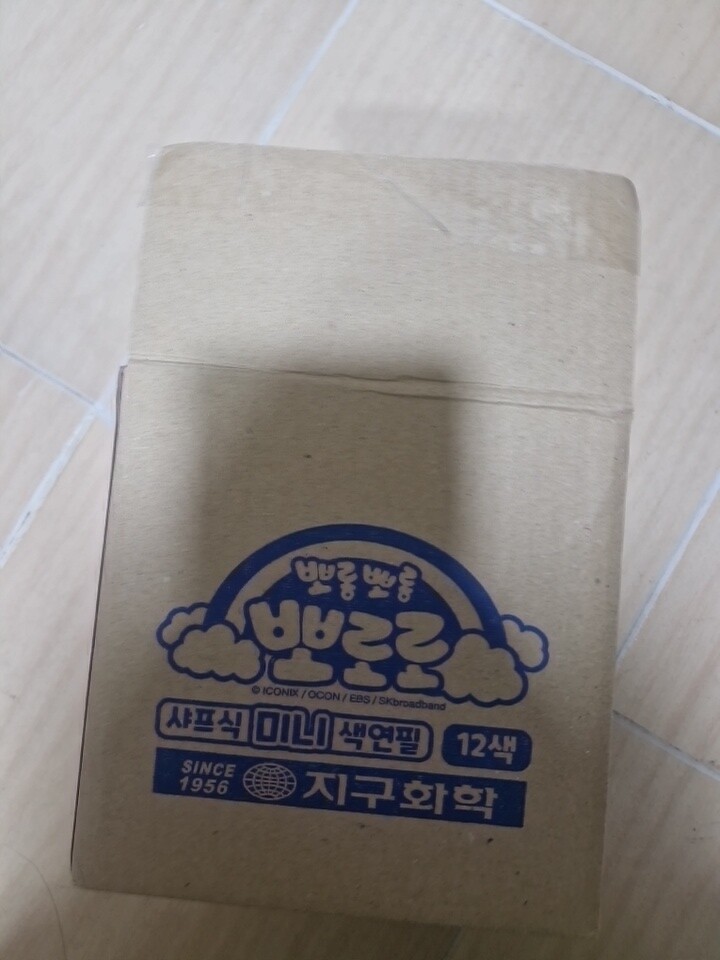 뽀롱뽀롱
뽀로로
© ICONIX / OCON / EBS / SKbroadband
샤프식 미니 색연필 12색
SINCE
1956
지구화학